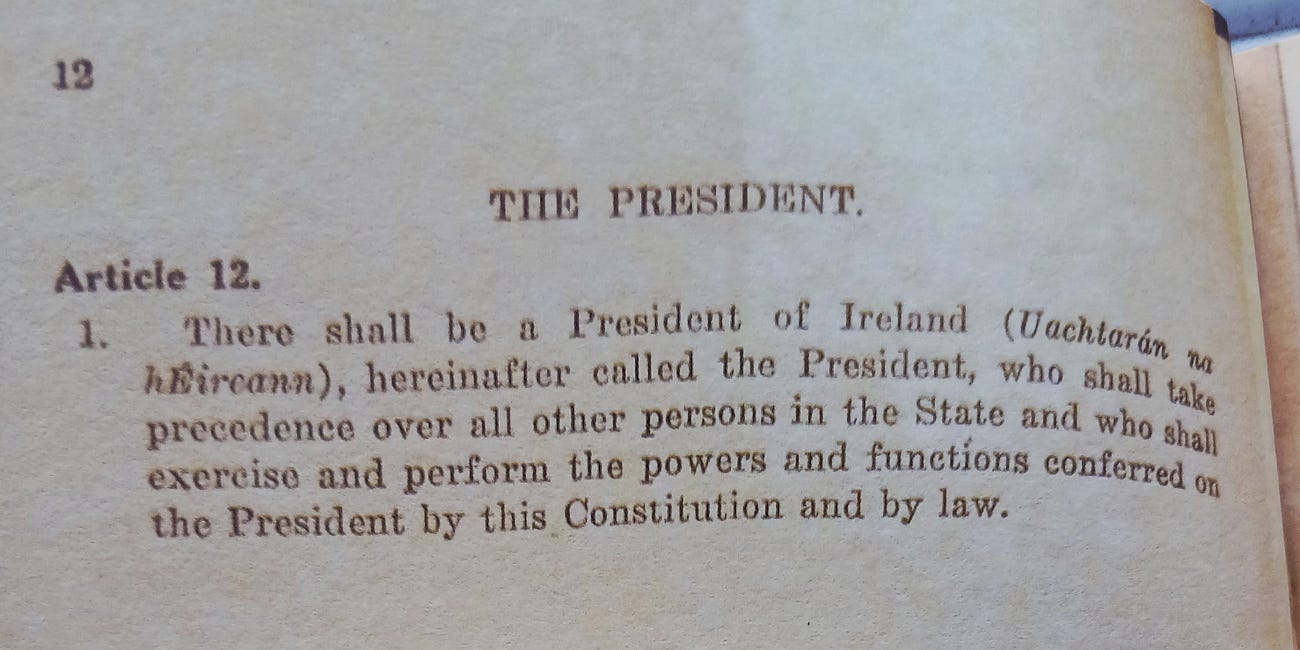 12
THE PRESIDENT.
Article 12.
1. There shall be a President of Ireland (Uachtarán na
hÉireann), hereinafter called the President, who shall take
precedence over all other persons in the State and who shall
exercise and perform the powers and functions conferred on
the President by this Constitution and by law.